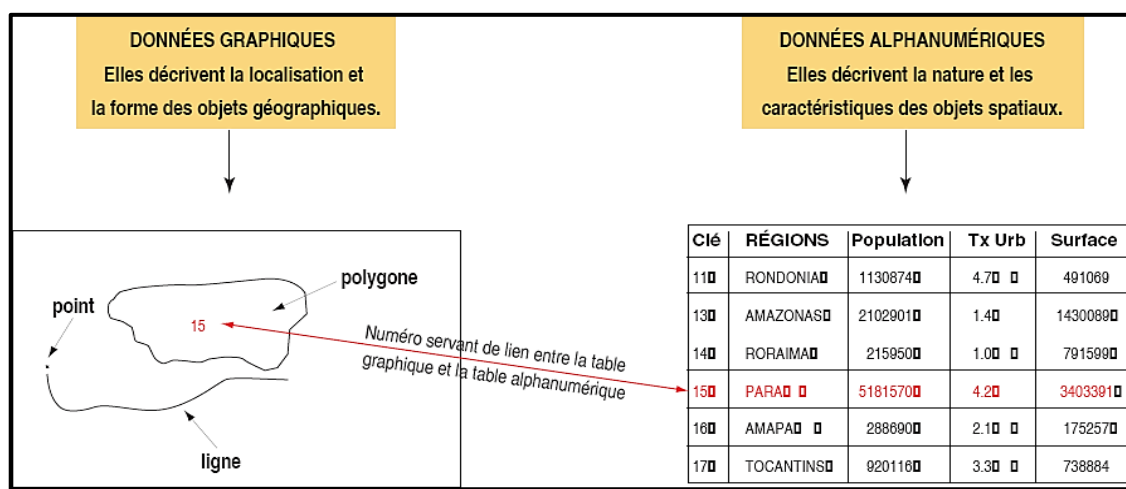 DONNÉES GRAPHIQUES
Elles décrivent la localisation et
la forme des objets géographiques.
DONNÉES ALPHANUMÉRIQUES
Elles décrivent la nature et les
caractéristiques des objets spatiaux.
point
polygone
15
ligne
Numéro servant de lien entre la table
graphique et la table alphanumérique
Clé RÉGIONS Population Tx Urb Surface
11▯ RONDONIA▯ 1130874▯ 4.7▯ ▯ 491069
13▯ AMAZONAS▯ 2102901▯ 1.4▯ 1430089▯
14▯ RORAIMA▯ 215950▯ 1.0▯ ▯ 791599▯
15▯ PARA▯ ▯ 5181570▯ 4.2▯ 3403391▯
16▯ AMAPA▯ ▯ 288690▯ 2.1▯ ▯ 175257▯
17▯ TOCANTINS▯ 920116▯ 3.3▯ ▯ 738884